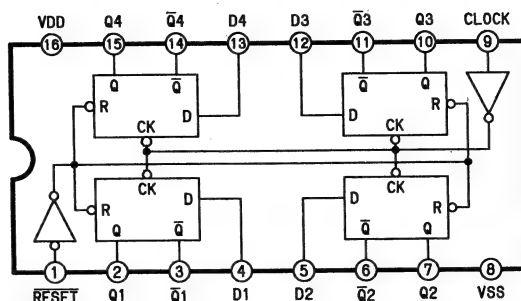 VDD Q4 Q̅4 D4 D3 Q̅3 Q3 CLOCK
16 15 14 13 12 11 10 9
Q Q̅ Q̅ Q
R D D R
CK CK
CK CK
R D D R
Q Q̅ Q̅ Q
1 2 3 4 5 6 7 8
R̅E̅S̅E̅T̅ Q1 Q̅1 D1 D2 Q̅2 Q2 VSS